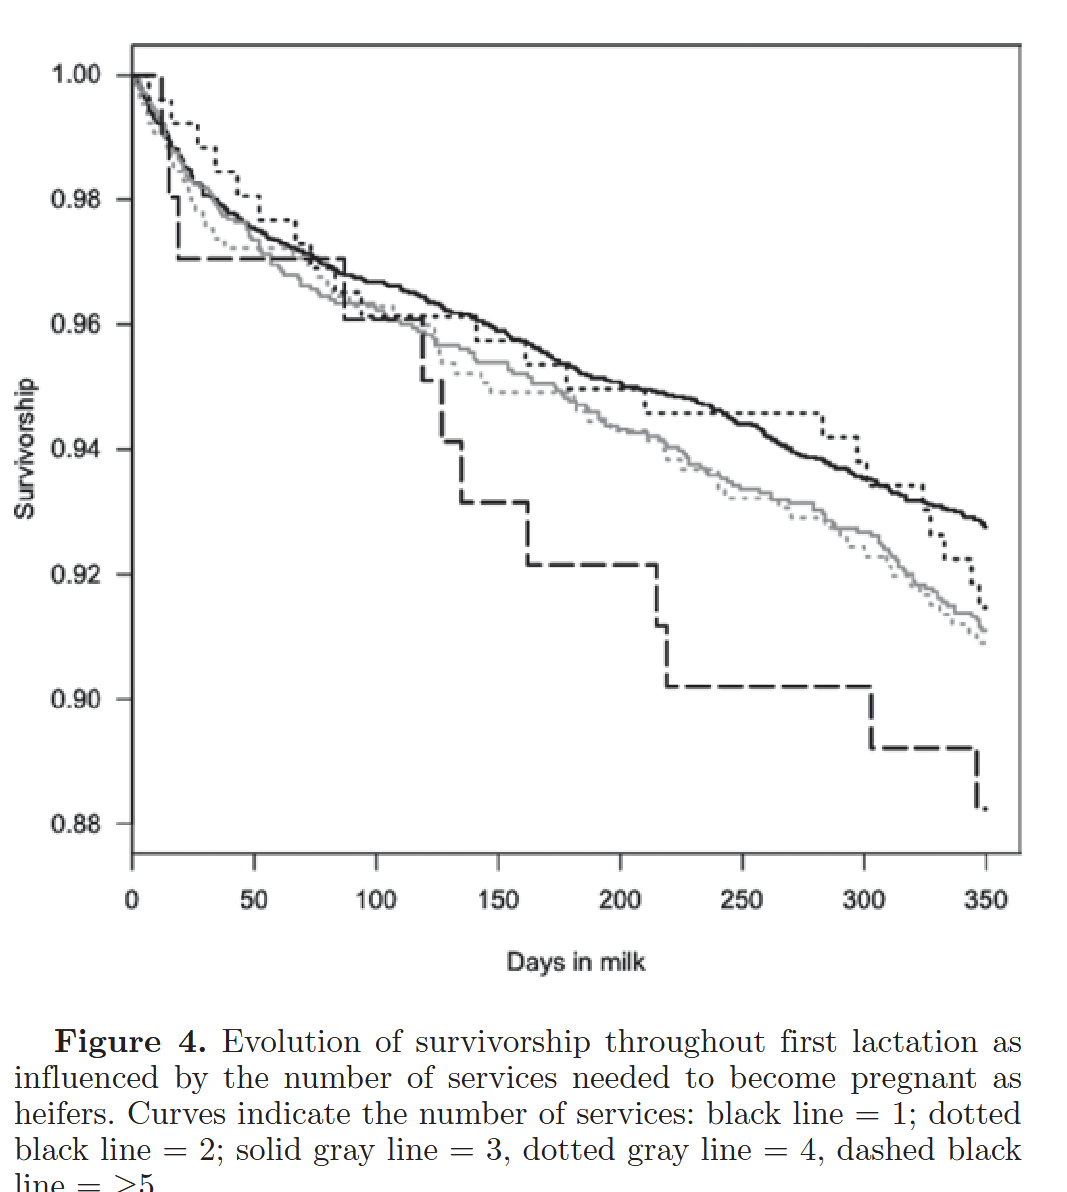 1.00
0.98
0.96
0.94
0.92
0.90
0.88
Survivorship
0 50 100 150 200 250 300 350
Days in milk
Figure 4. Evolution of survivorship throughout first lactation as
influenced by the number of services needed to become pregnant as
heifers. Curves indicate the number of services: black line = 1; dotted
black line = 2; solid gray line = 3, dotted gray line = 4, dashed black
line = ≥5